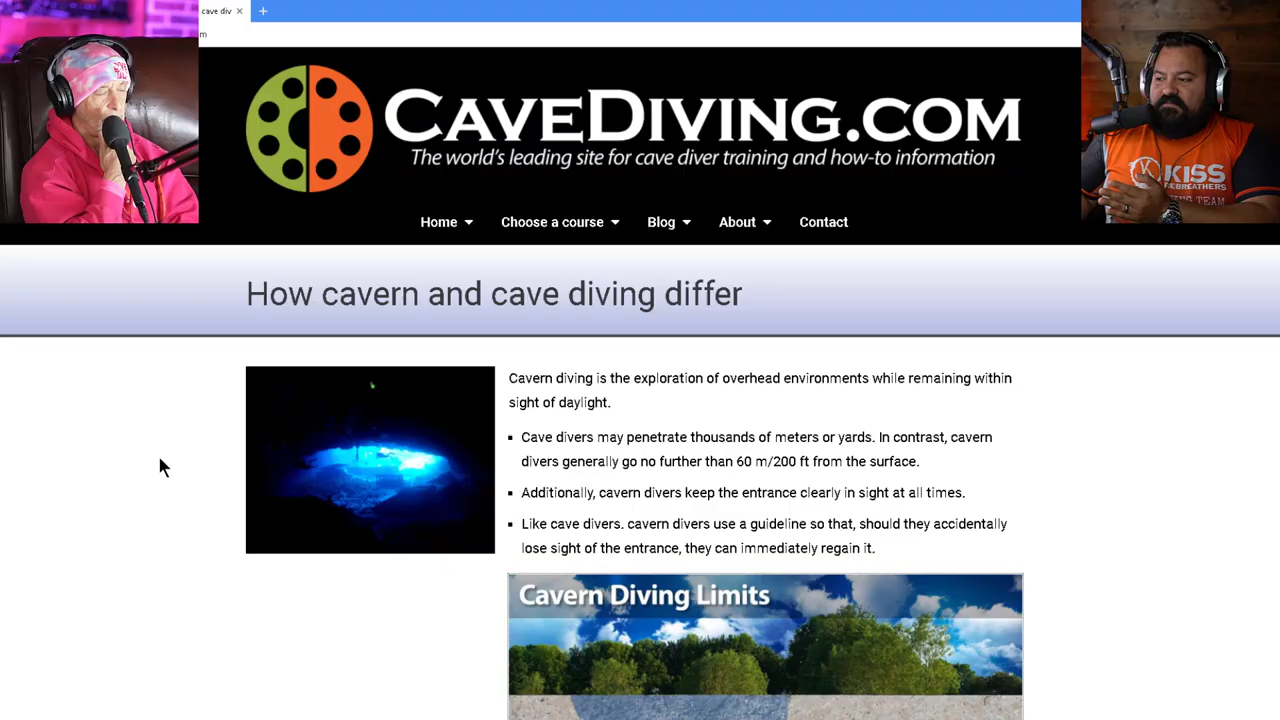 cave div
m
CAVEDIVING.COM
The world's leading site for cave diver training and how-to information
Home
Choose a course
Blog
About
Contact
KISS
TEAM
How cavern and cave diving differ
Cavern diving is the exploration of overhead environments while remaining within
sight of daylight.
▪ Cave divers may penetrate thousands of meters or yards. In contrast, cavern
divers generally go no further than 60 m/200 ft from the surface.
▪ Additionally, cavern divers keep the entrance clearly in sight at all times.
▪ Like cave divers. cavern divers use a guideline so that, should they accidentally
lose sight of the entrance, they can immediately regain it.
Cavern Diving Limits